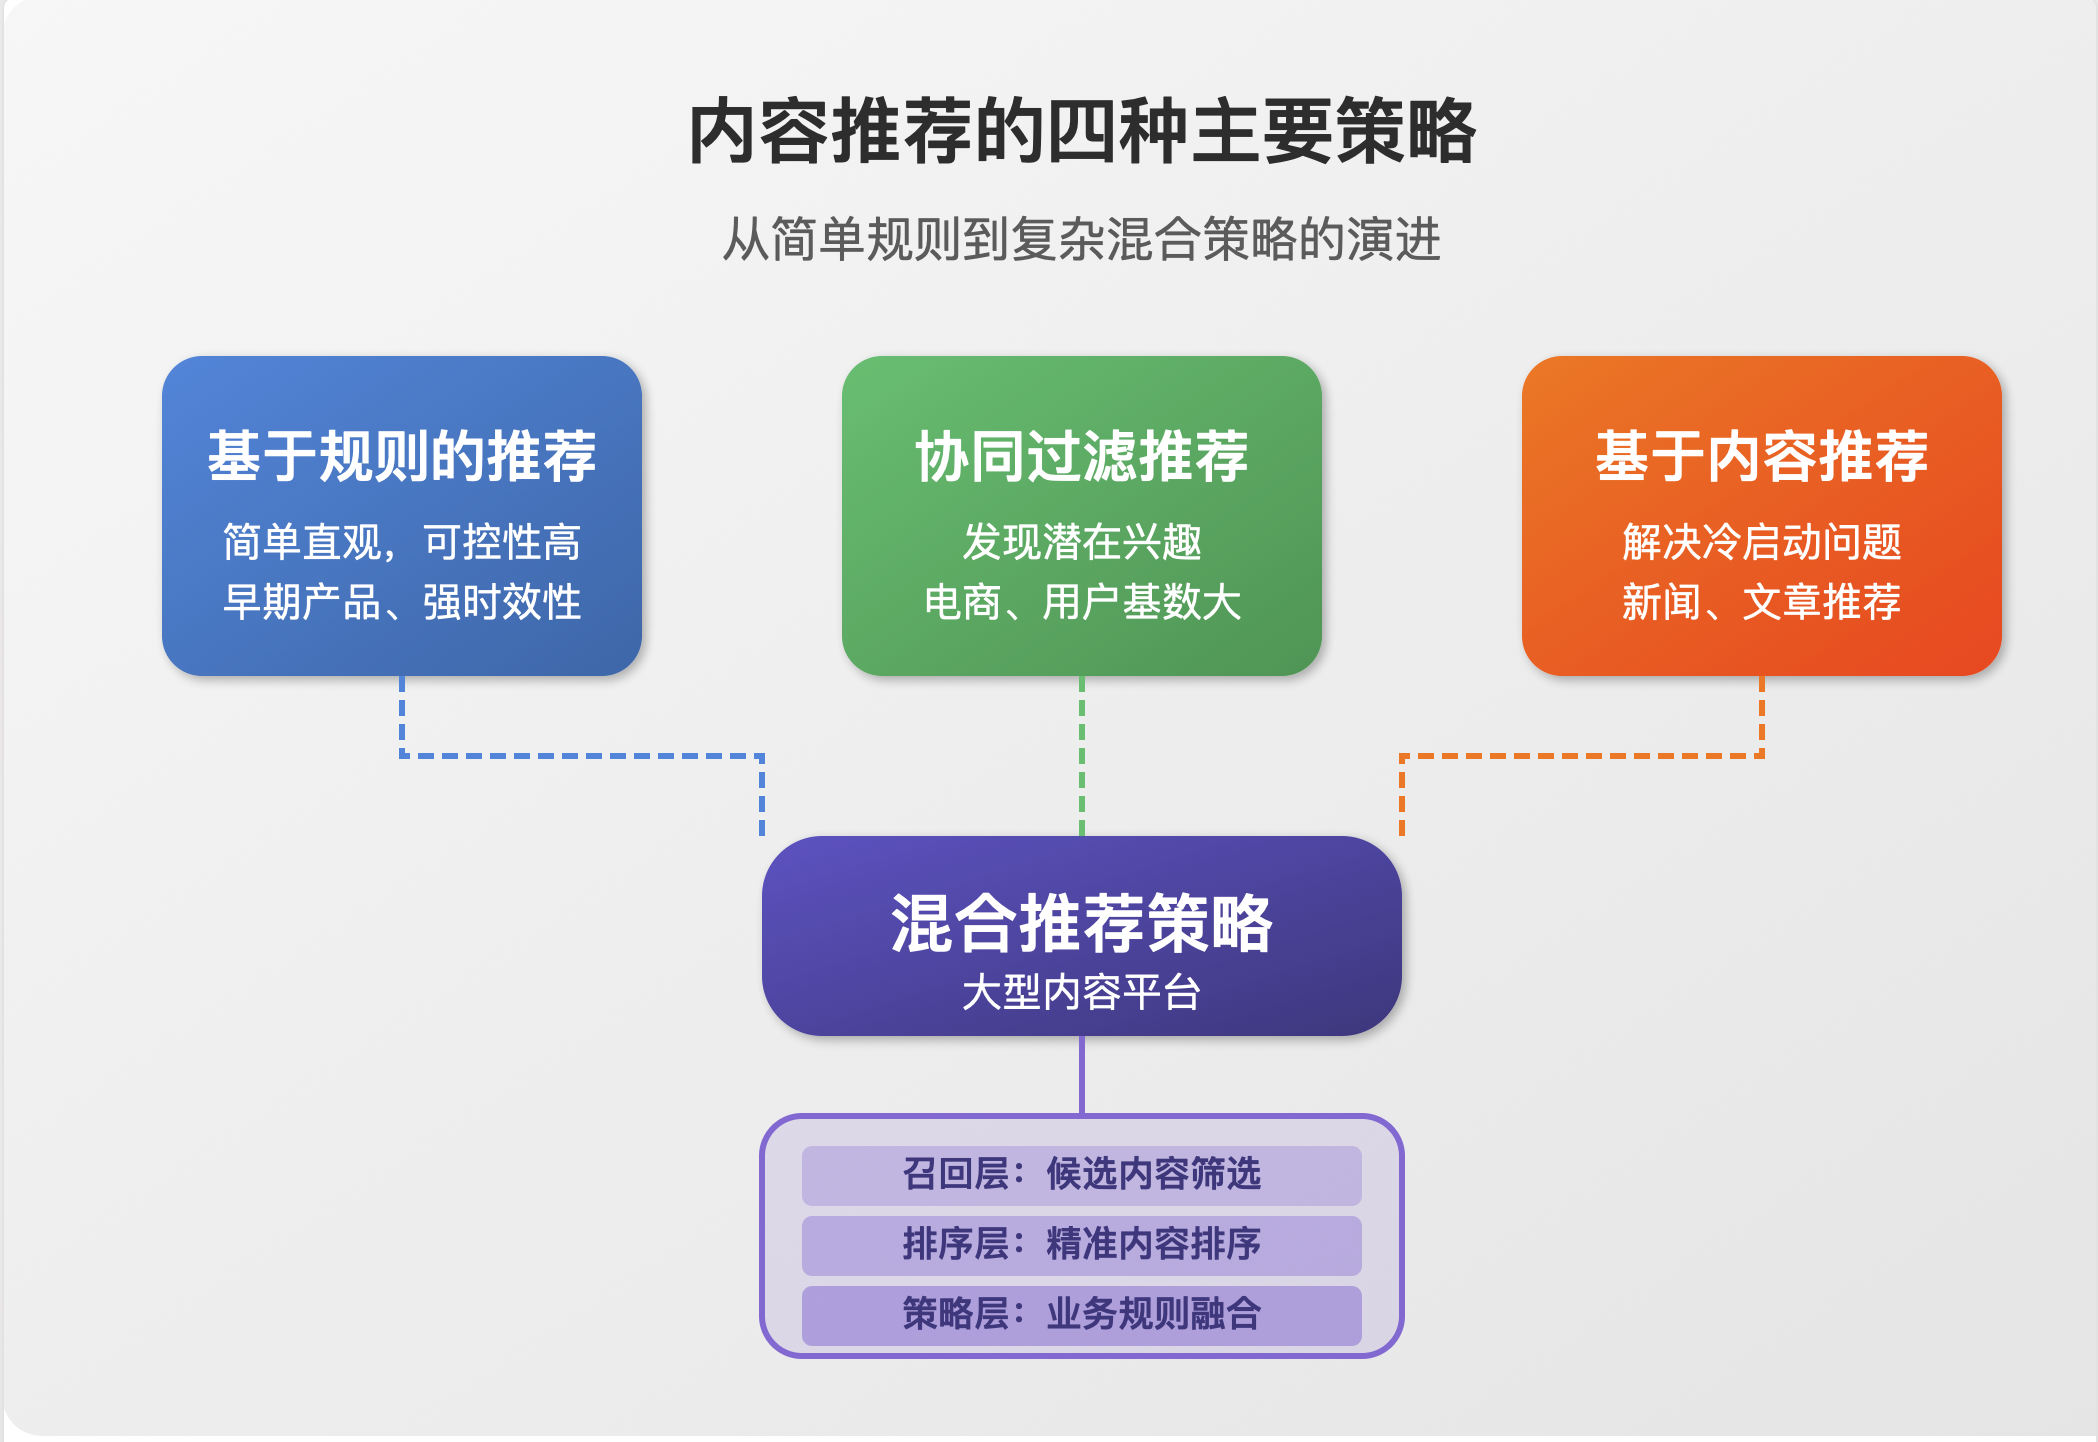 内容推荐的四种主要策略
从简单规则到复杂混合策略的演进
基于规则的推荐
简单直观，可控性高
早期产品、强时效性
协同过滤推荐
发现潜在兴趣
电商、用户基数大
基于内容推荐
解决冷启动问题
新闻、文章推荐
混合推荐策略
大型内容平台
召回层：候选内容筛选
排序层：精准内容排序
策略层：业务规则融合